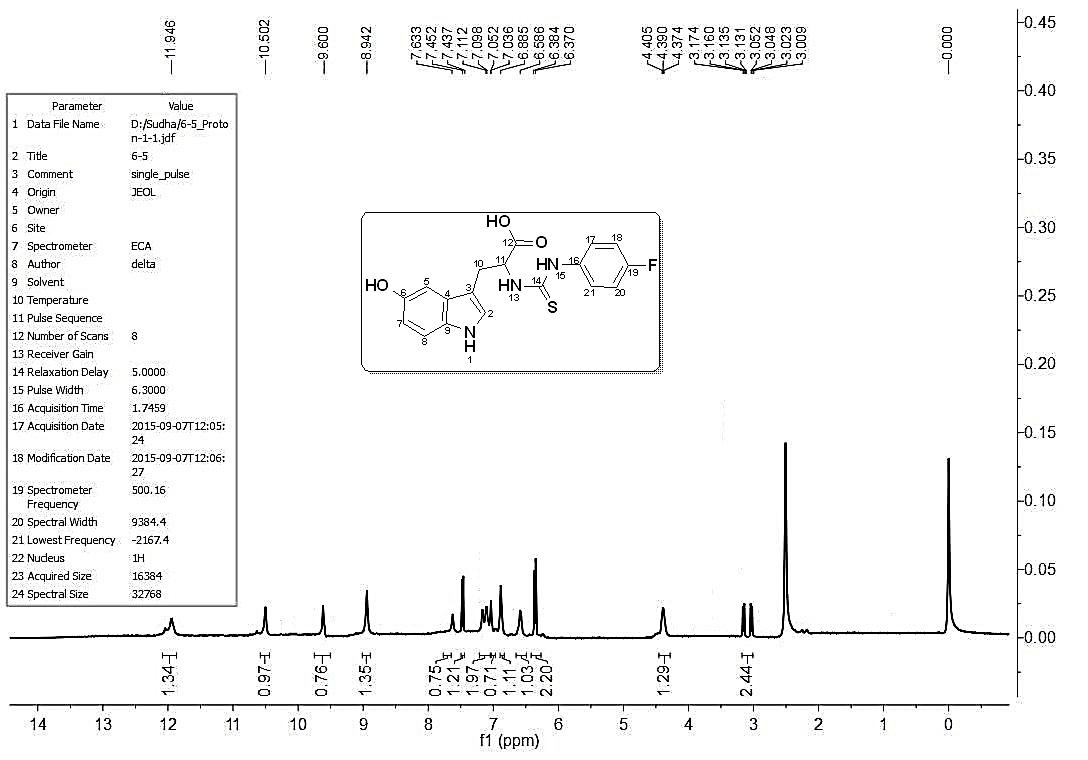 11.946
10.502
9.600
8.942
7.633
7.452
7.437
7.112
7.098
7.052
7.036
6.885
6.586
6.384
6.370
4.405
4.390
4.374
3.174
3.160
3.135
3.131
3.052
3.048
3.023
3.009
0.000
0.45
0.40
0.35
0.30
0.25
0.20
0.15
0.10
0.05
0.00
Parameter Value
1 Data File Name D:/Sudha/6-5_Proto
n-1-1.jdf
2 Title 6-5
3 Comment single_pulse
4 Origin JEOL
5 Owner
6 Site
7 Spectrometer ECA
8 Author delta
9 Solvent
10 Temperature
11 Pulse Sequence
12 Number of Scans 8
13 Receiver Gain
14 Relaxation Delay 5.0000
15 Pulse Width 6.3000
16 Acquisition Time 1.7459
17 Acquisition Date 2015-09-07T12:05:
24
18 Modification Date 2015-09-07T12:06:
27
19 Spectrometer 500.16
Frequency
20 Spectral Width 9384.4
21 Lowest Frequency -2167.4
22 Nucleus 1H
23 Acquired Size 16384
24 Spectral Size 32768
HO
12 O
17 18
11 16 F
10 NH 19
15
HO 5 NH 14 21 20
6 4 3 13
S
7 9 2
8 N
H
1
1.34
0.97
0.76
1.35
0.75
1.21
1.97
0.71
1.11
1.03
2.20
1.29
2.44
14 13 12 11 10 9 8 7 6 5 4 3 2 1 0
f1 (ppm)